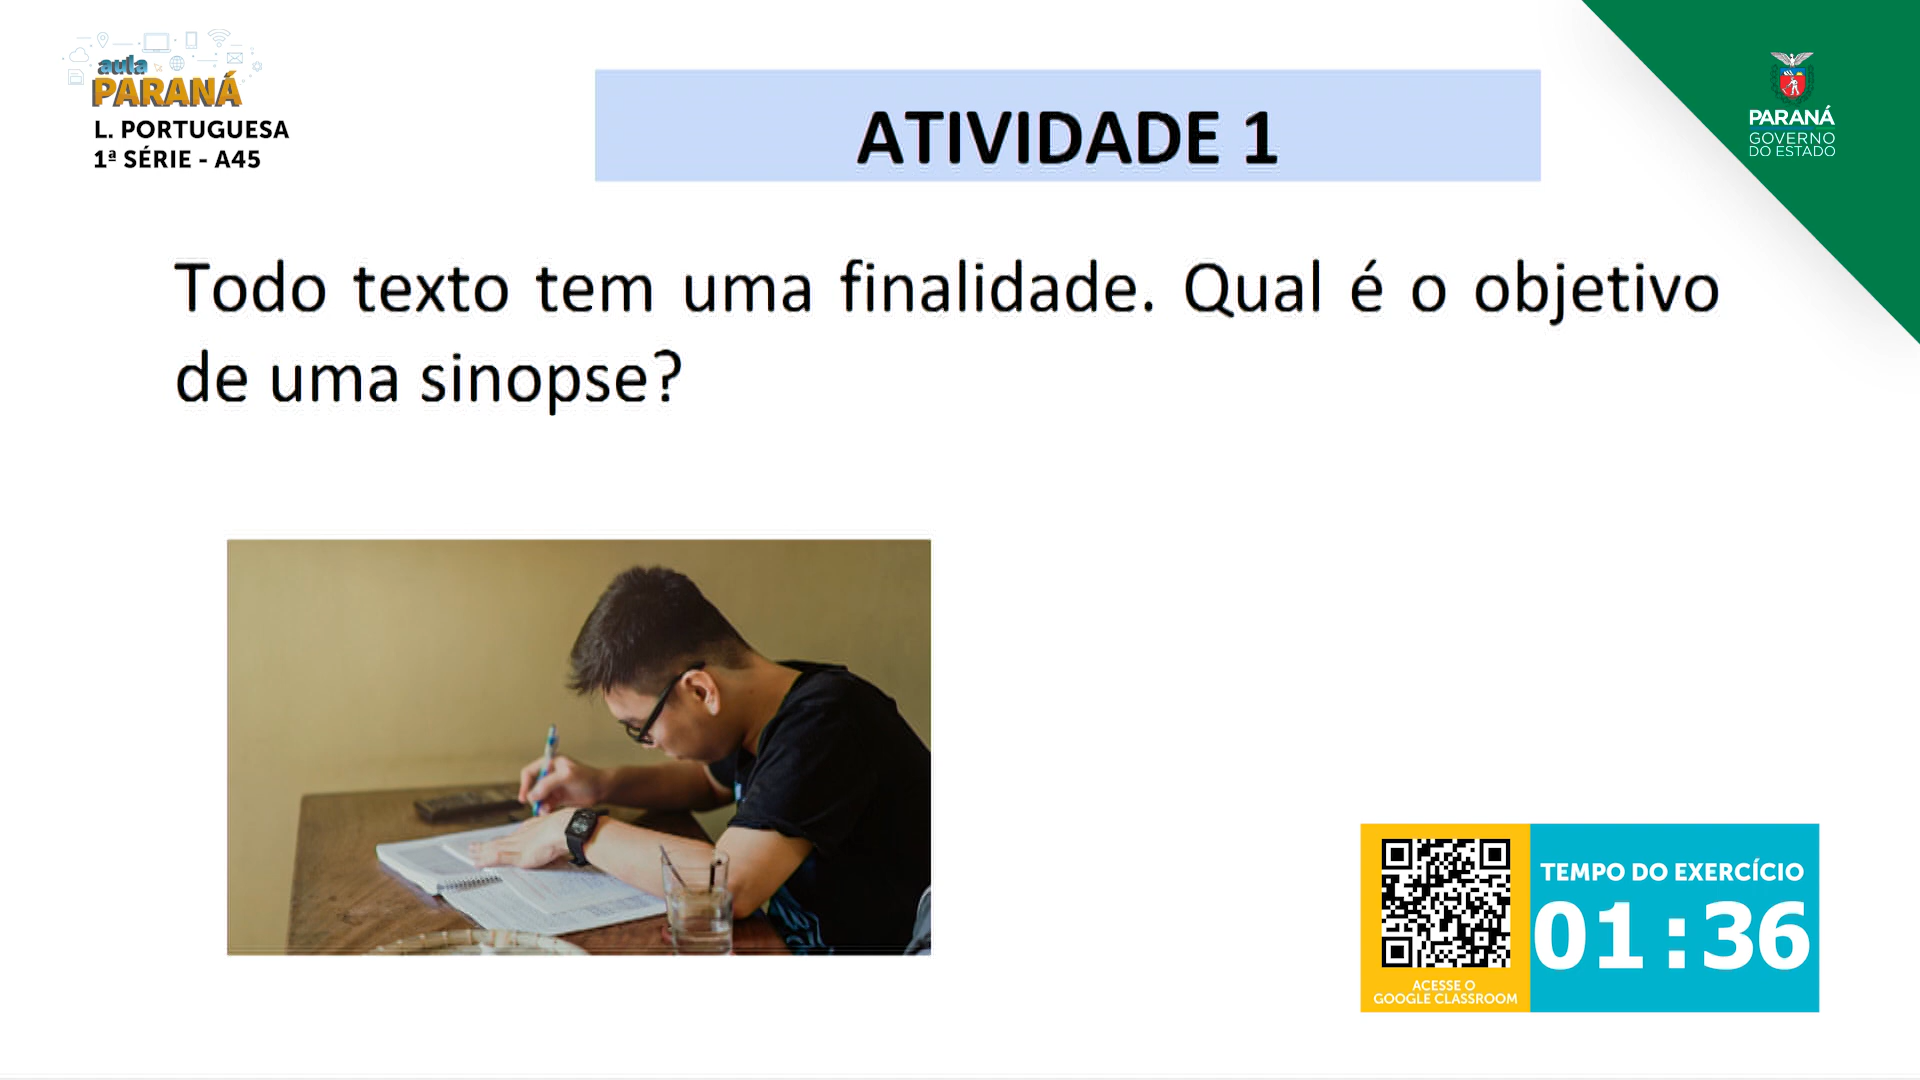 aula
PARANÁ
L. PORTUGUESA
1ª SÉRIE - A45
ATIVIDADE 1
PARANÁ
GOVERNO
DO ESTADO
Todo texto tem uma finalidade. Qual é o objetivo
de uma sinopse?
TEMPO DO EXERCÍCIO
01:36
ACESSE O
GOOGLE CLASSROOM